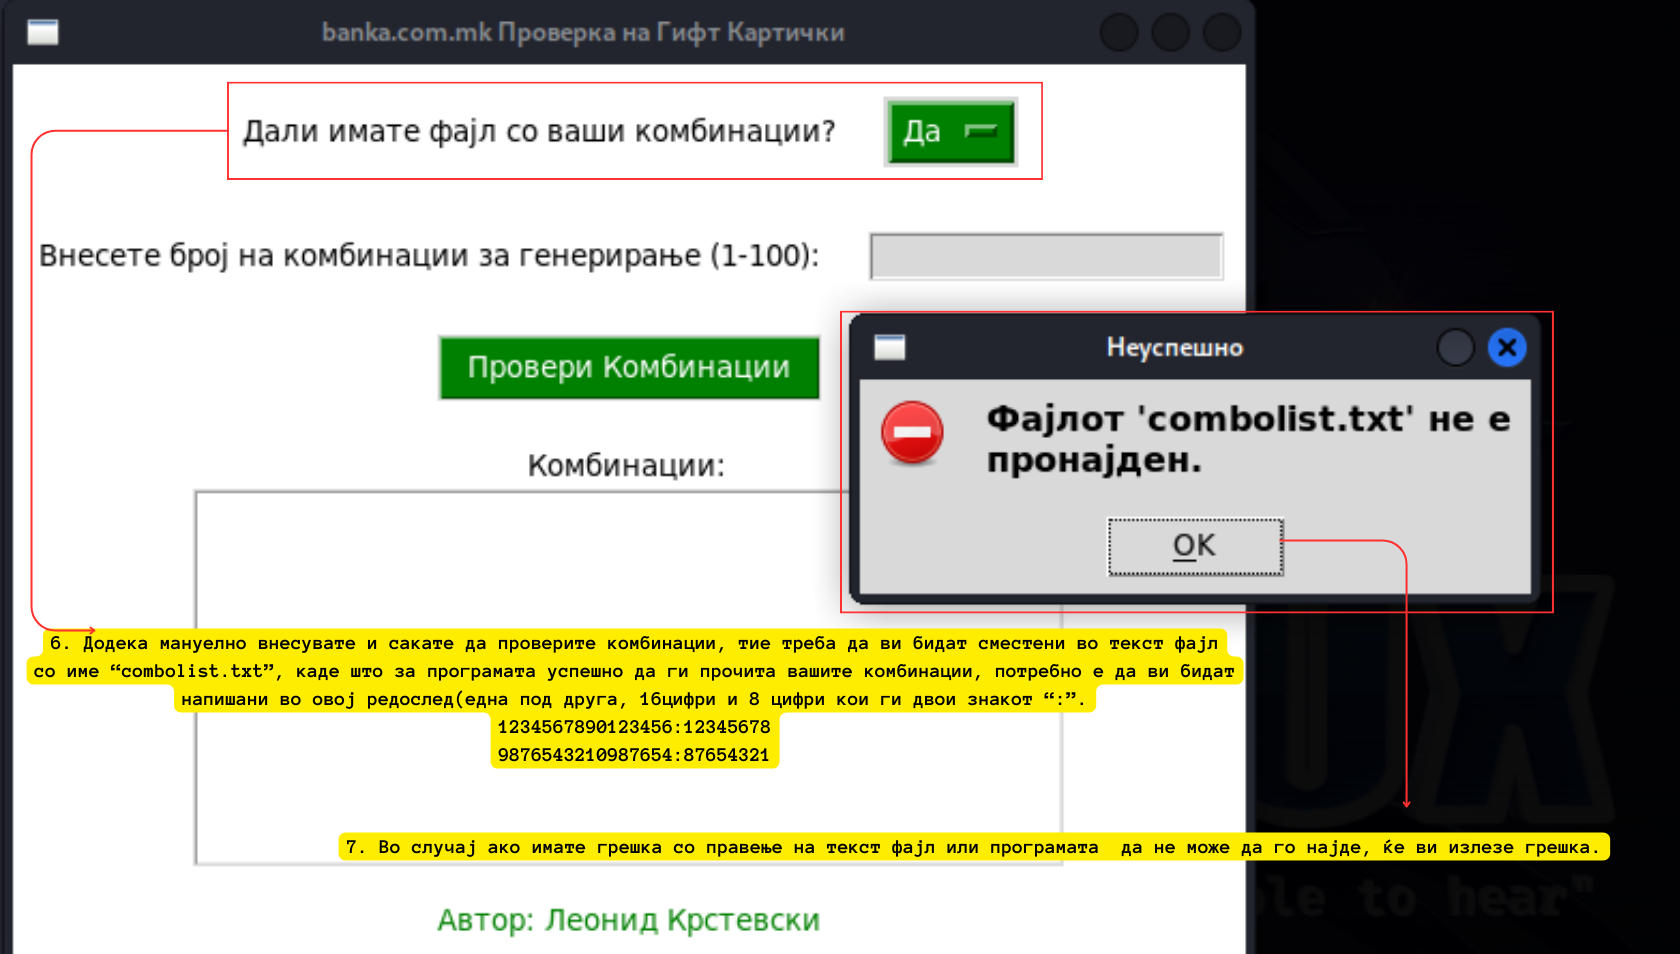 banka.com.mk Проверка на Гифт Картички
Дали имате фајл со ваши комбинации?
Да
Внесете број на комбинации за генерирање (1-100):
Провери Комбинации
Неуспешно
Фајлот 'combolist.txt' не е
пронајден.
OK
Комбинации:
6. Додека мануелно внесувате и сакате да проверите комбинации, тие треба да ви бидат сместени во текст фајл
со име “combolist.txt”, каде што за програмата успешно да ги прочита вашите комбинации, потребно е да ви бидат
напишани во овој редослед(една под друга, 16цифри и 8 цифри кои ги двои знакот “:”.
1234567890123456:12345678
9876543210987654:87654321
7. Во случај ако имате грешка со правење на текст фајл или програмата  да не може да го најде, ќе ви излезе грешка.
to hear"
Автор: Леонид Крстевски